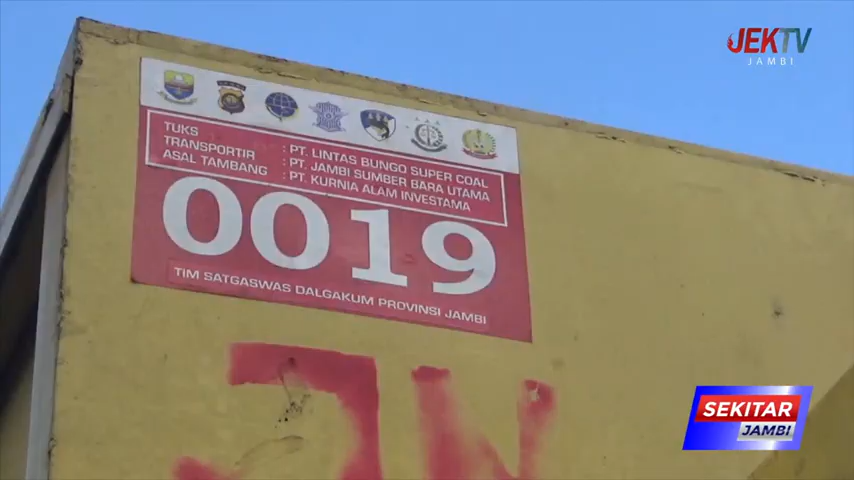 JEKTV
JAMBI
TUKS : PT. LINTAS BUNGO SUPER COAL
TRANSPORTIR : PT. JAMBI SUMBER BARA UTAMA
ASAL TAMBANG : PT. KURNIA ALAM INVESTAMA
0019
TIM SATGASWAS DALGAKUM PROVINSI JAMBI
SEKITAR
JAMBI